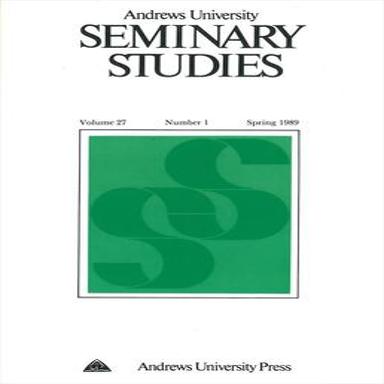 Andrews University
SEMINARY
STUDIES
Volume 27 Number 1 Spring 1989
Andrews University Press